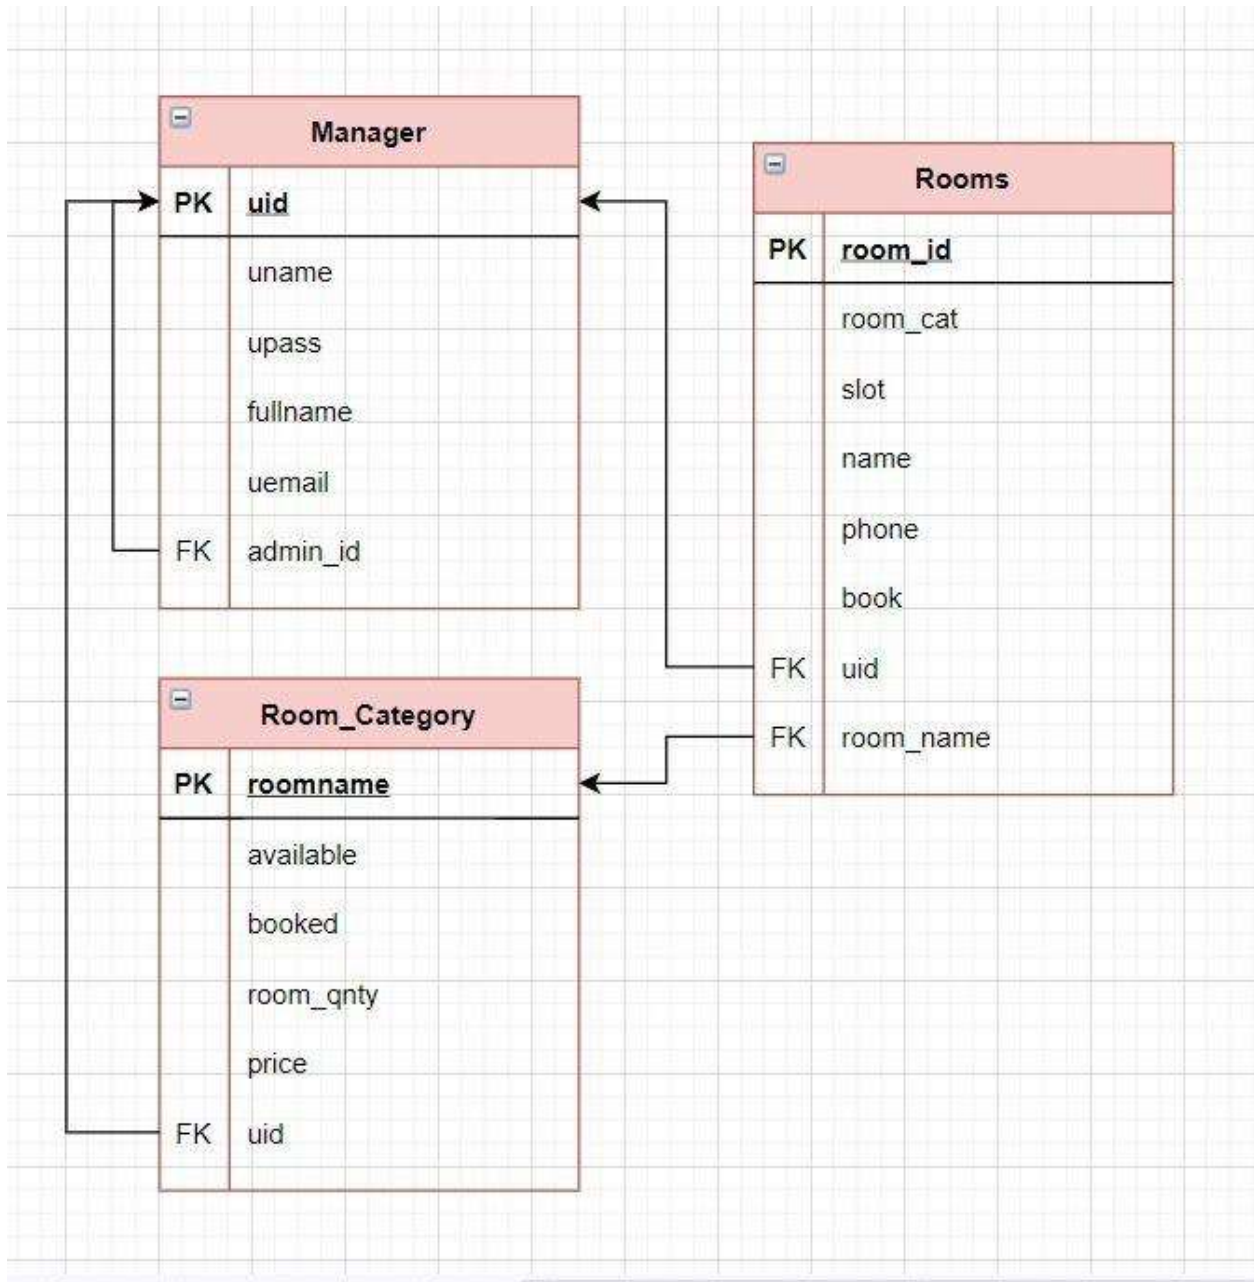 Manager
PK uid
uname
upass
fullname
uemail
FK admin_id
Rooms
PK room_id
room_cat
slot
name
phone
book
FK uid
FK room_name
Room_Category
PK roomname
available
booked
room_qnty
price
FK uid